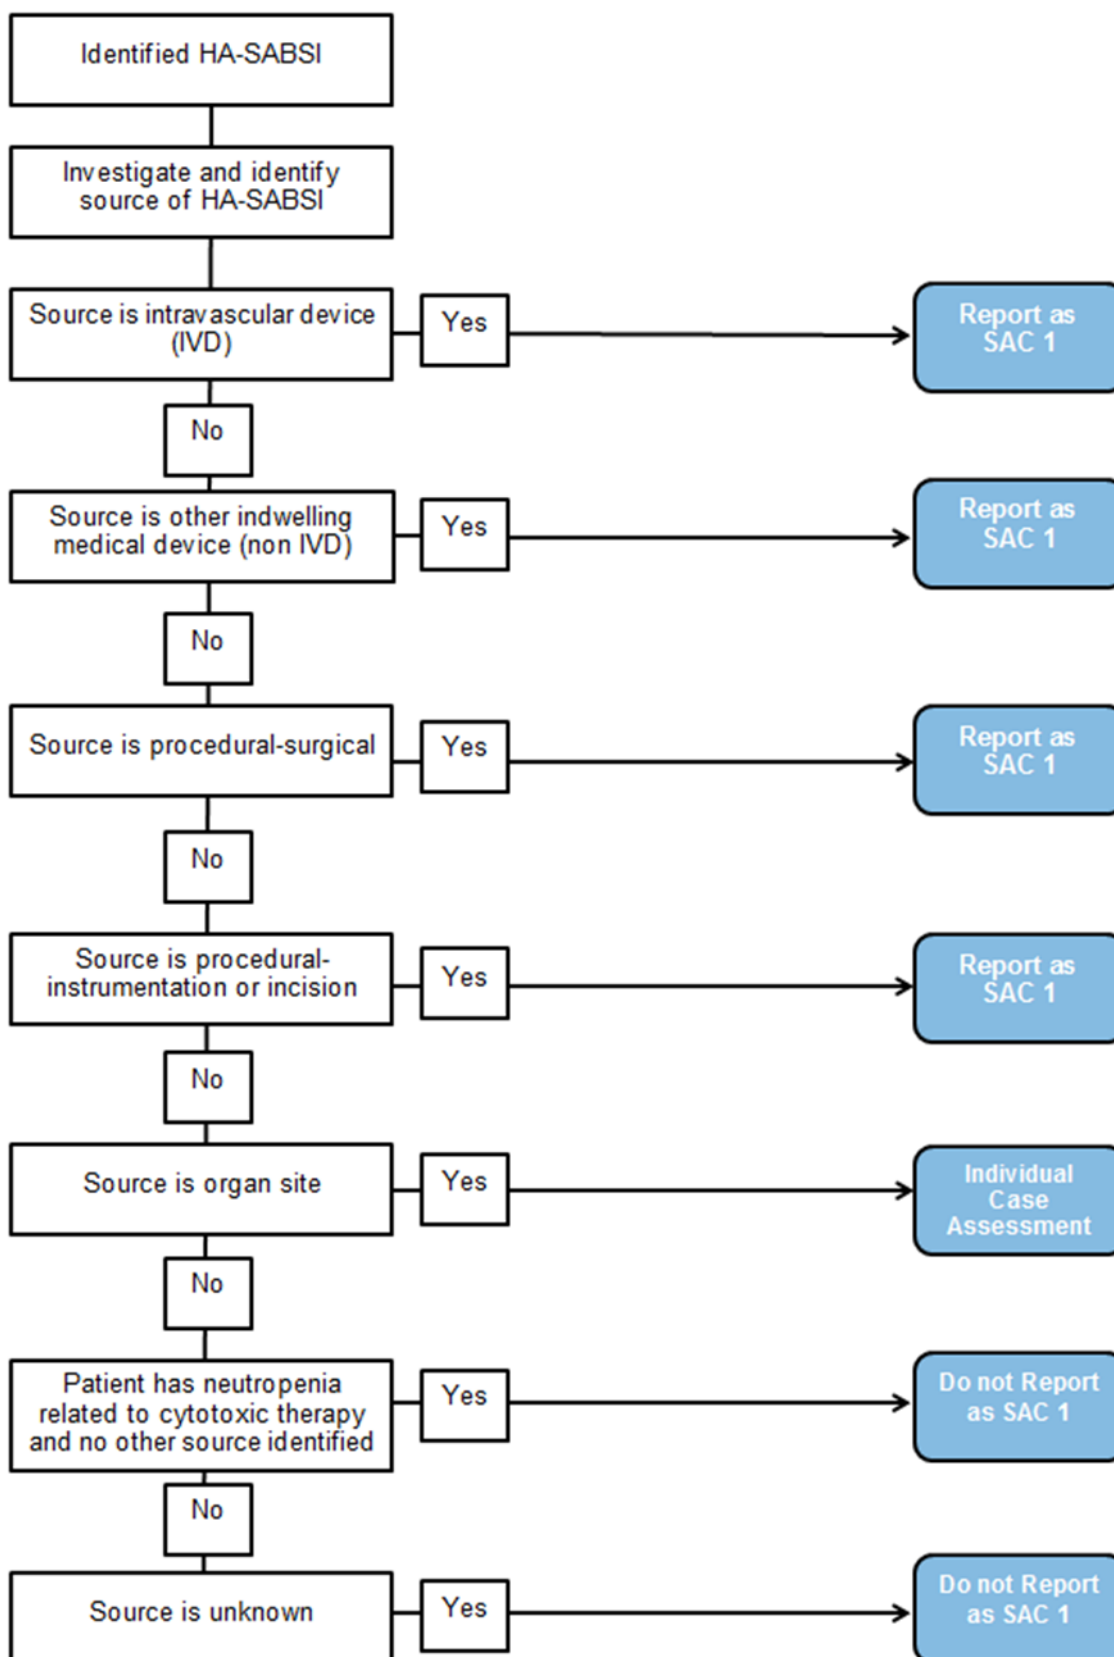 Identified HA-SABSI
Investigate and identify
source of HA-SABSI
Source is intravascular device
(IVD)
Yes
Report as
SAC 1
No
Source is other indwelling
medical device (non IVD)
Yes
Report as
SAC 1
No
Source is procedural-surgical
Yes
Report as
SAC 1
No
Source is procedural-
instrumentation or incision
Yes
Report as
SAC 1
No
Source is organ site
Yes
Individual
Case
Assessment
No
Patient has neutropenia
related to cytotoxic therapy
and no other source identified
Yes
Do not Report
as SAC 1
No
Source is unknown
Yes
Do not Report
as SAC 1